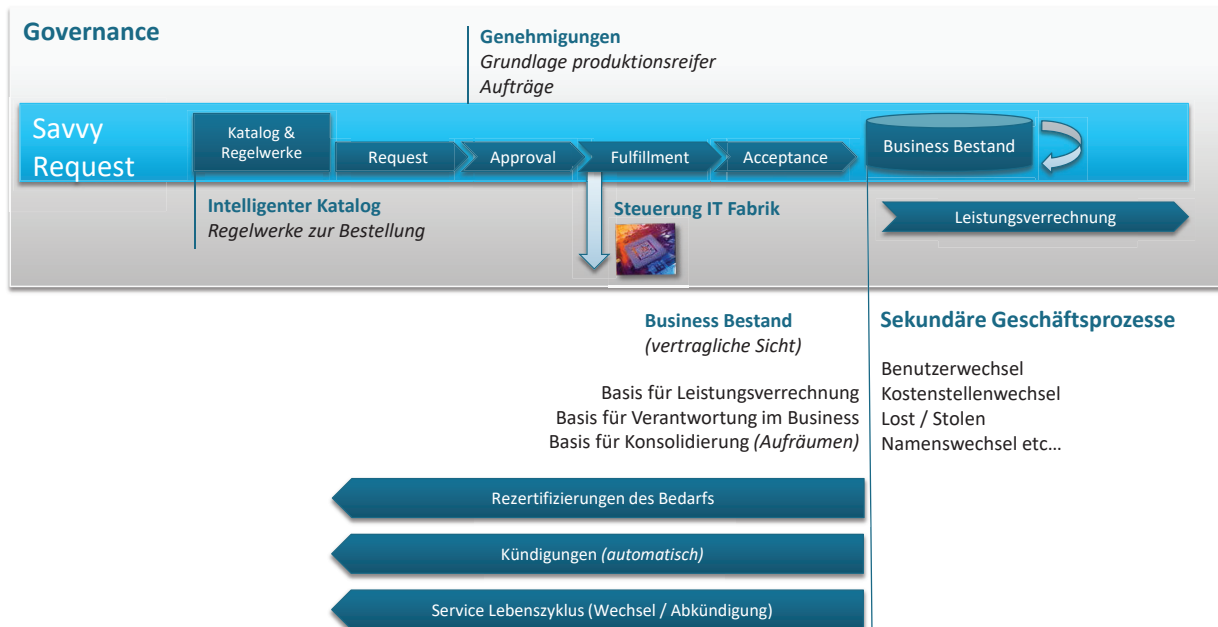 Governance
Genehmigungen
Grundlage produktionsreifer
Aufträge
Savvy
Request
Katalog &
Regelwerke
Request
Approval
Fulfillment
Acceptance
Business Bestand
Intelligenter Katalog
Regelwerke zur Bestellung
Steuerung IT Fabrik
Leistungsverrechnung
Business Bestand
(vertragliche Sicht)
Basis für Leistungsverrechnung
Basis für Verantwortung im Business
Basis für Konsolidierung (Aufräumen)
Sekundäre Geschäftsprozesse
Benutzerwechsel
Kostenstellenwechsel
Lost / Stolen
Namenswechsel etc…
Rezertifizierungen des Bedarfs
Kündigungen (automatisch)
Service Lebenszyklus (Wechsel / Abkündigung)